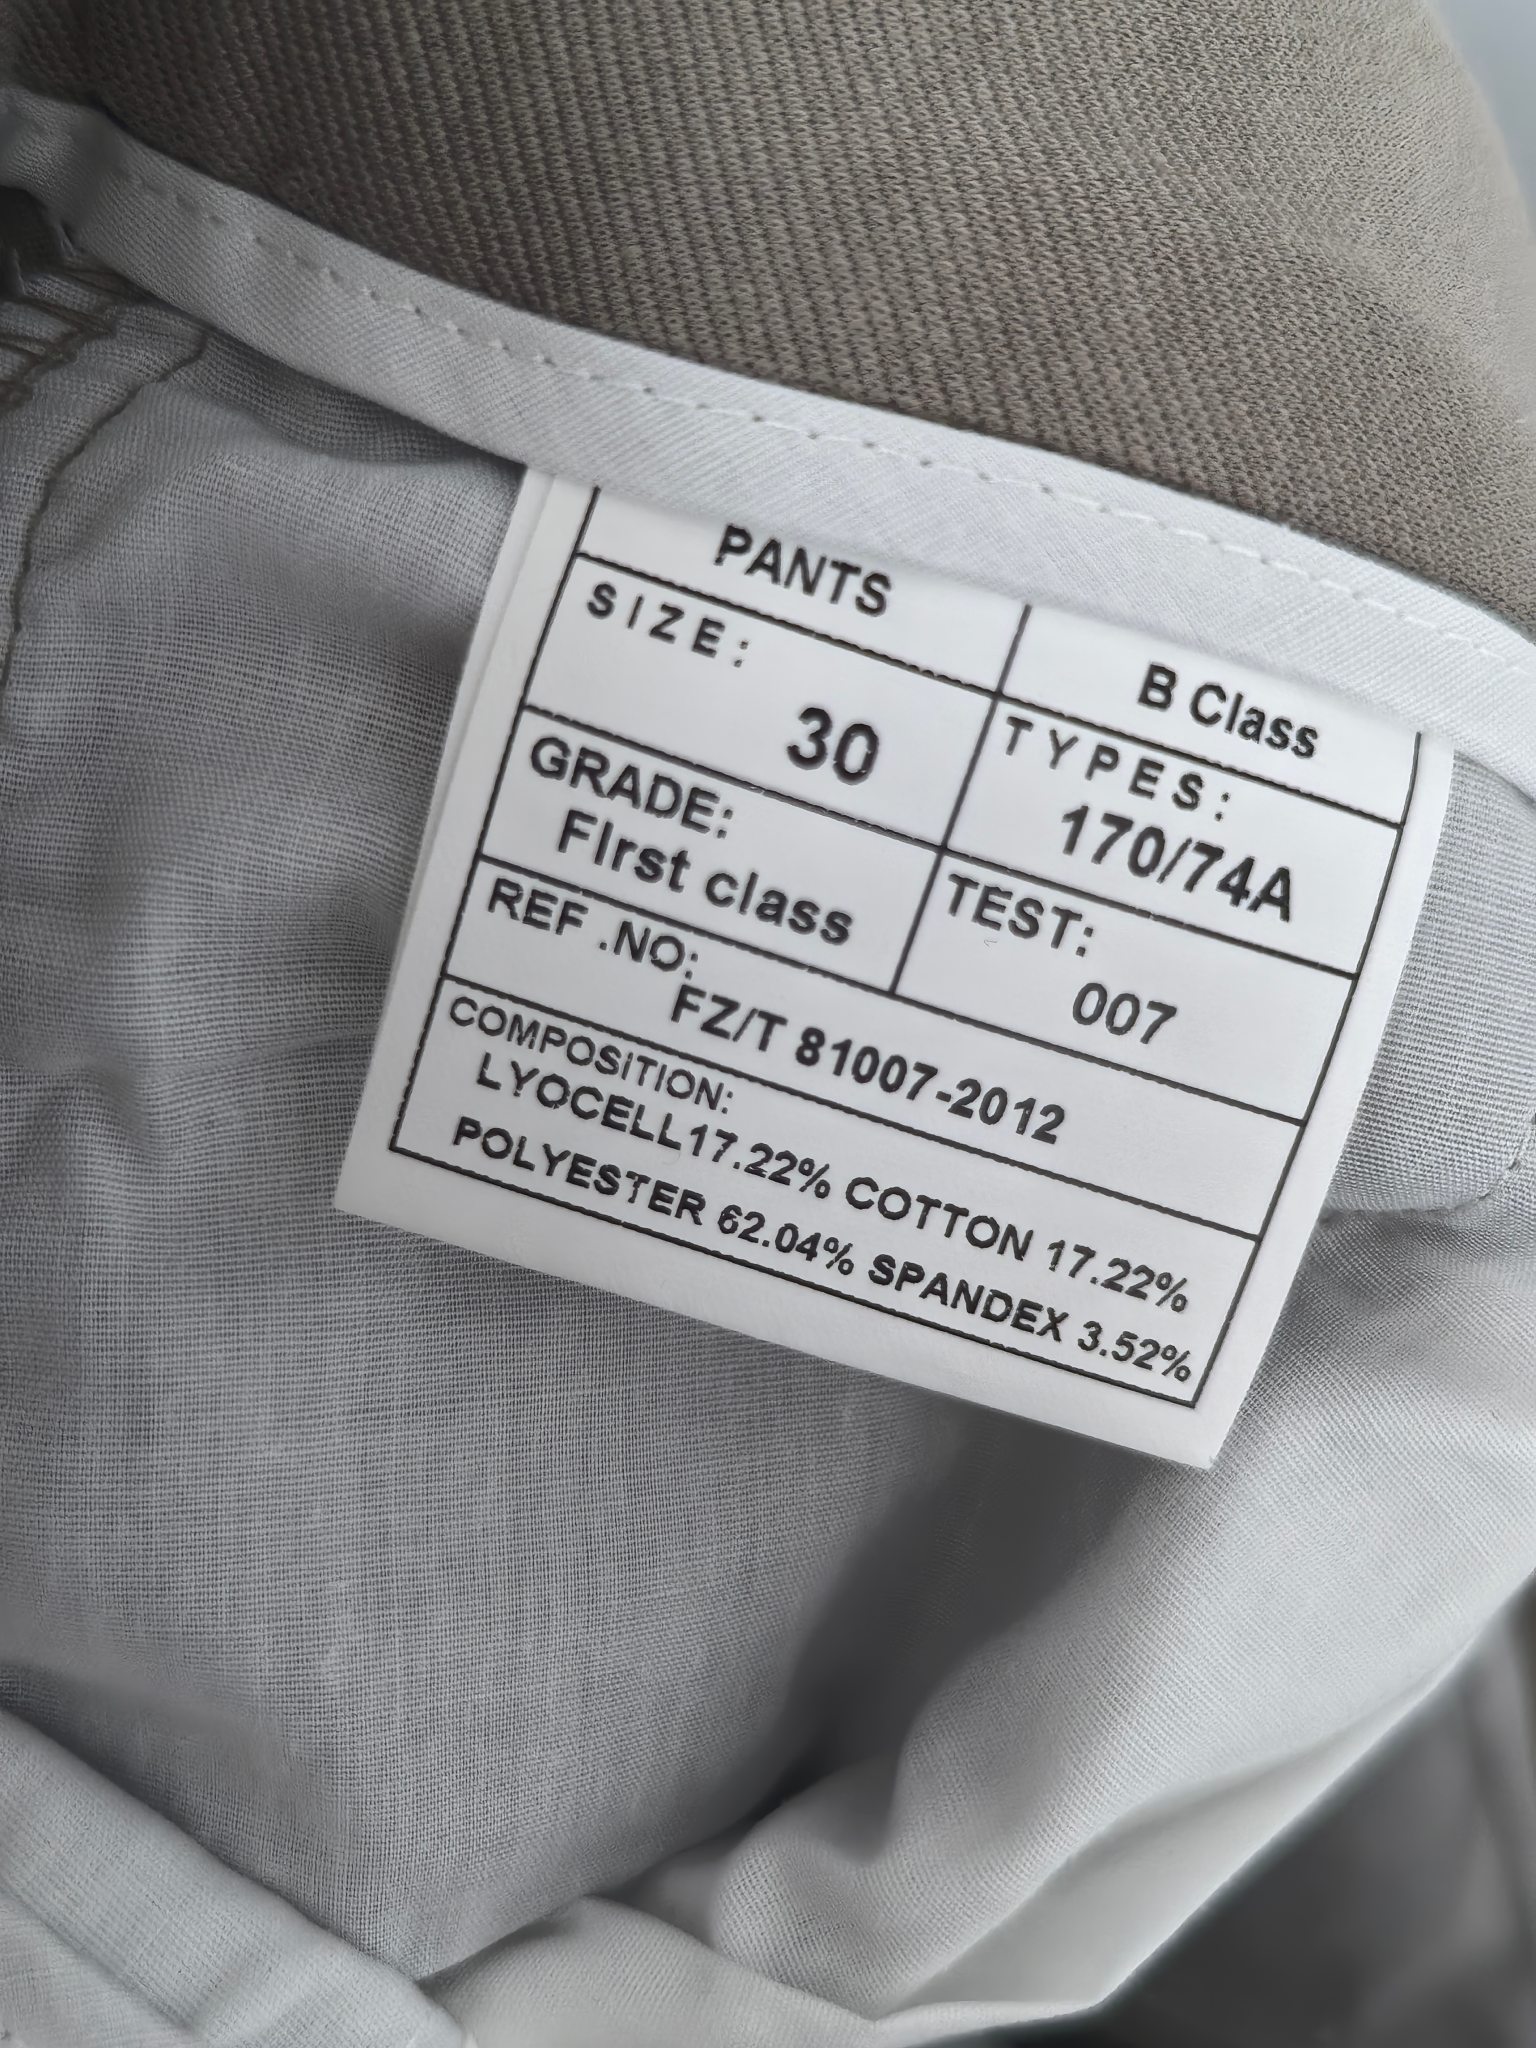 PANTS
B Class
SIZE:
30
TYPES:
170/74A
GRADE:
FIrst class
TEST:
007
REF .NO:
FZ/T 81007-2012
COMPOSITION:
LYOCELL17.22% COTTON 17.22%
POLYESTER 62.04% SPANDEX 3.52%